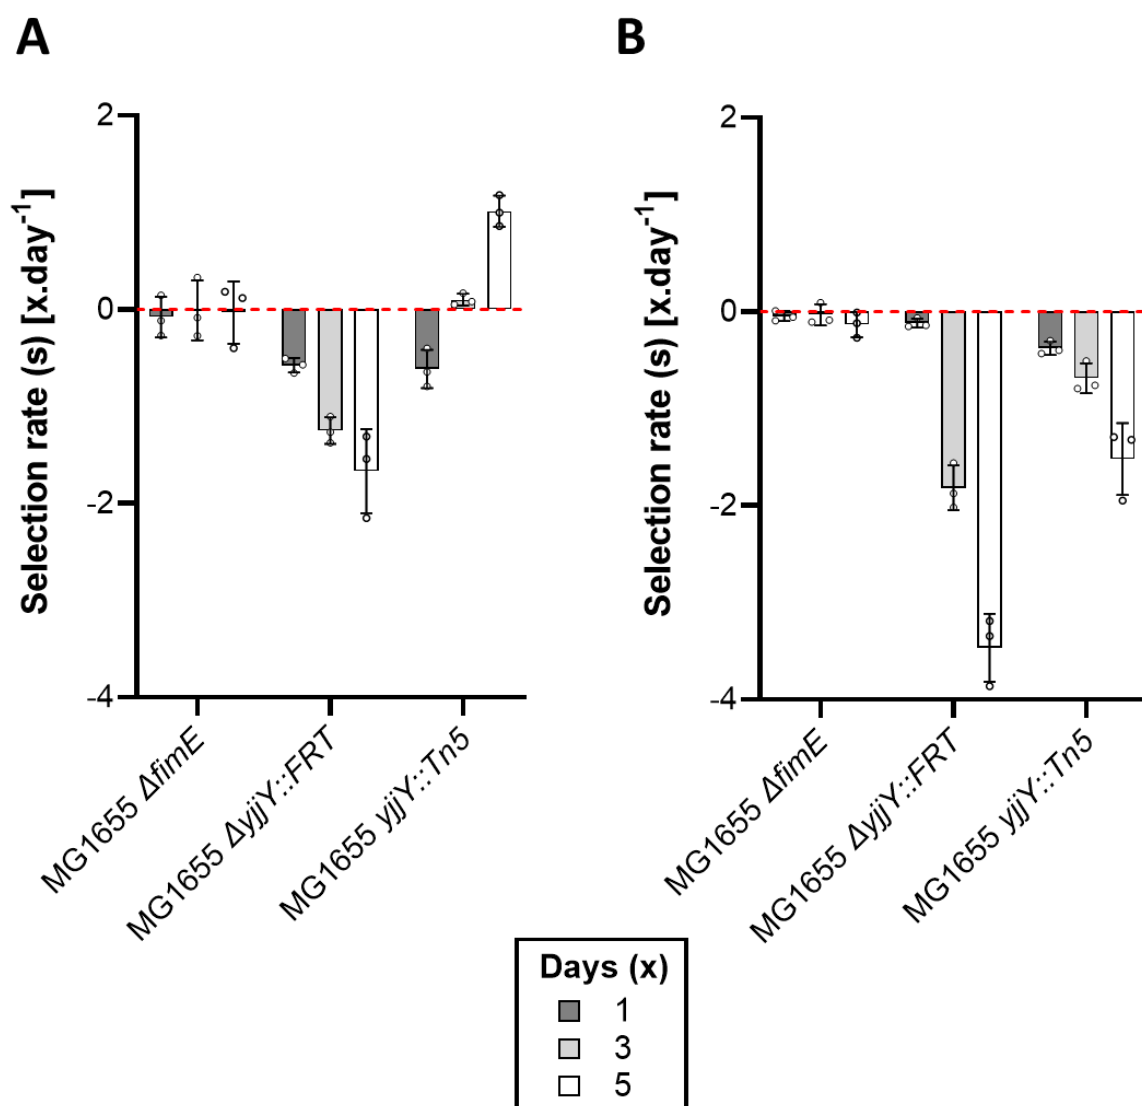 A
B
Selection rate (s) [x.day⁻¹]
2
0
-2
-4
MG1655 ΔfimE
MG1655 ΔyjjY::FRT
MG1655 yjjY::Tn5
Selection rate (s) [x.day⁻¹]
2
0
-2
-4
MG1655 ΔfimE
MG1655 ΔyjjY::FRT
MG1655 yjjY::Tn5
Days (x)
1
3
5